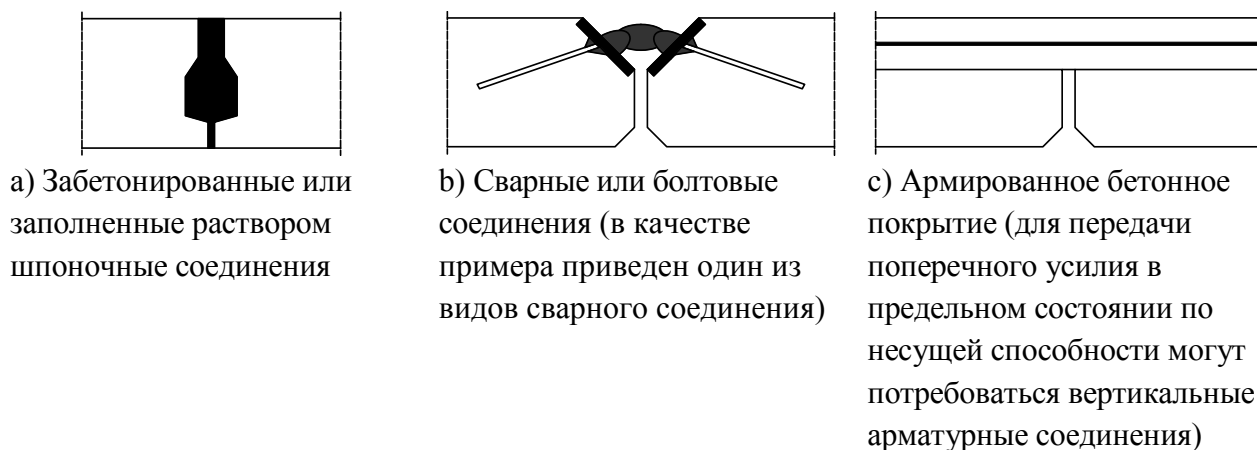 a) Забетонированные или
заполненные раствором
шпоночные соединения
b) Сварные или болтовые
соединения (в качестве
примера приведен один из
видов сварного соединения)
c) Армированное бетонное
покрытие (для передачи
поперечного усилия в
предельном состоянии по
несущей способности могут
потребоваться вертикальные
арматурные соединения)